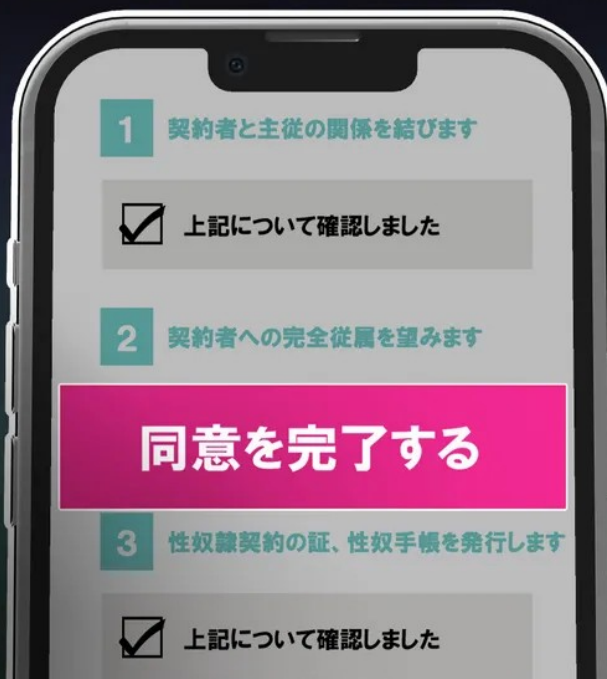 1 契約者と主従の関係を結びます
上記について確認しました
2 契約者への完全従属を望みます
同意を完了する
3 性奴隷契約の証、性奴手帳を発行します
上記について確認しました